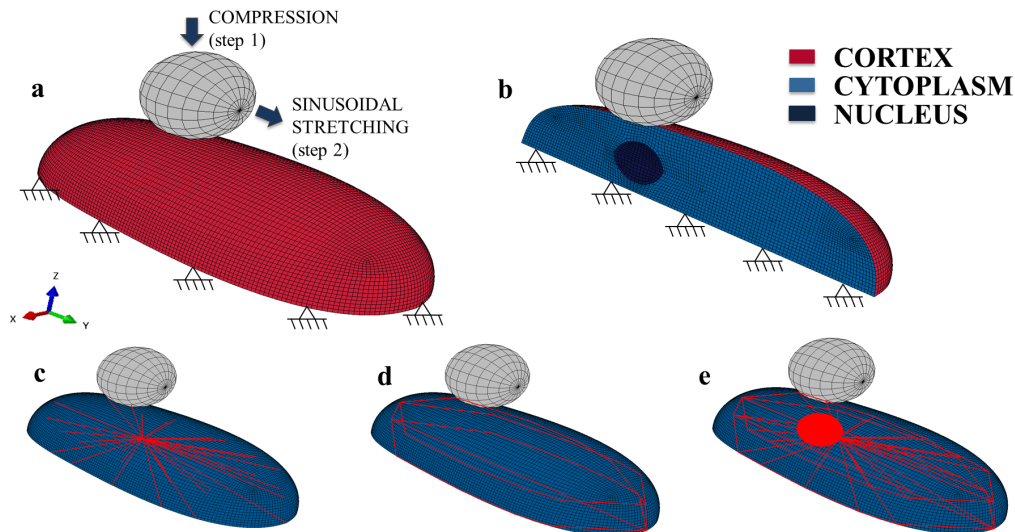 COMPRESSION
(step 1)
a
SINUSOIDAL
STRETCHING
(step 2)
b
CORTEX
CYTOPLASM
NUCLEUS
Z
X
Y
c
d
e